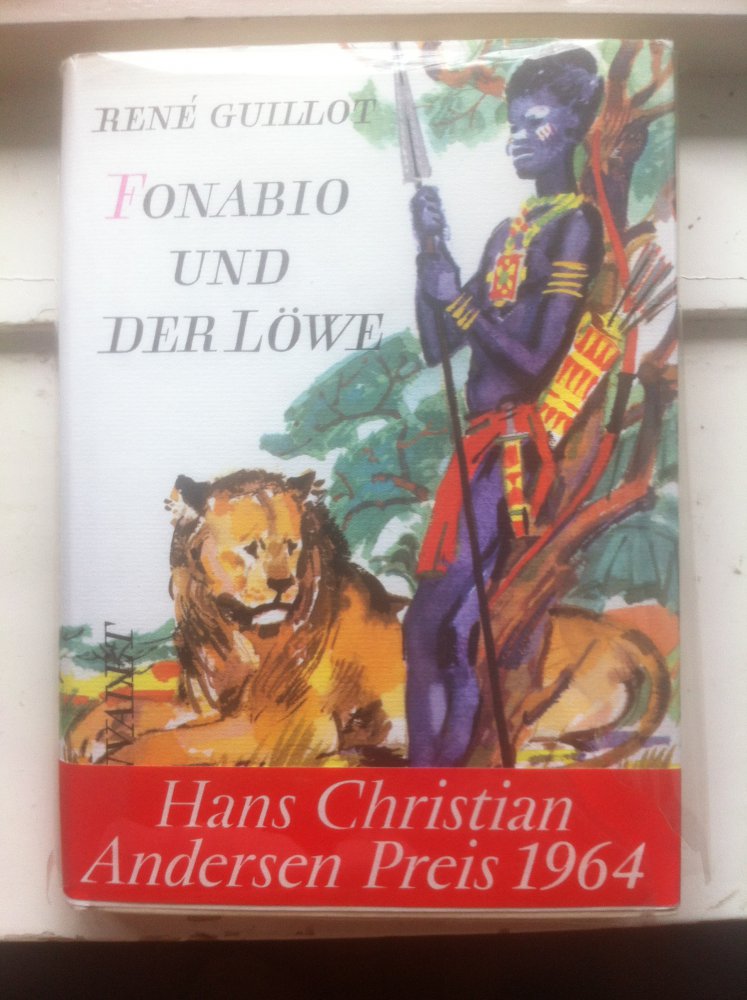 RENÉ GUILLOT
FONABIO
UND
DER LÖWE
Hans Christian
Andersen Preis 1964